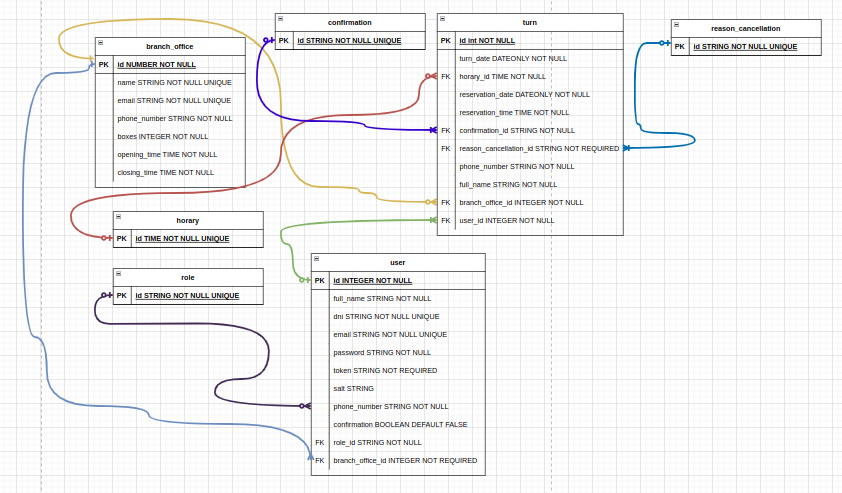 confirmation
PK id STRING NOT NULL UNIQUE
turn
PK id int NOT NULL
turn_date DATEONLY NOT NULL
FK horary_id TIME NOT NULL
reservation_date DATEONLY NOT NULL
reservation_time TIME NOT NULL
FK confirmation_id STRING NOT NULL
FK reason_cancellation_id STRING NOT REQUIRED
phone_number STRING NOT NULL
full_name STRING NOT NULL
FK branch_office_id INTEGER NOT NULL
FK user_id INTEGER NOT NULL
reason_cancellation
PK id STRING NOT NULL UNIQUE
branch_office
PK id NUMBER NOT NULL
name STRING NOT NULL UNIQUE
email STRING NOT NULL UNIQUE
phone_number STRING NOT NULL
boxes INTEGER NOT NULL
opening_time TIME NOT NULL
closing_time TIME NOT NULL
horary
PK id TIME NOT NULL UNIQUE
role
PK id STRING NOT NULL UNIQUE
user
PK id INTEGER NOT NULL
full_name STRING NOT NULL
dni STRING NOT NULL UNIQUE
email STRING NOT NULL UNIQUE
password STRING NOT NULL
token STRING NOT REQUIRED
salt STRING
phone_number STRING NOT NULL
confirmation BOOLEAN DEFAULT FALSE
FK role_id STRING NOT NULL
FK branch_office_id INTEGER NOT REQUIRED